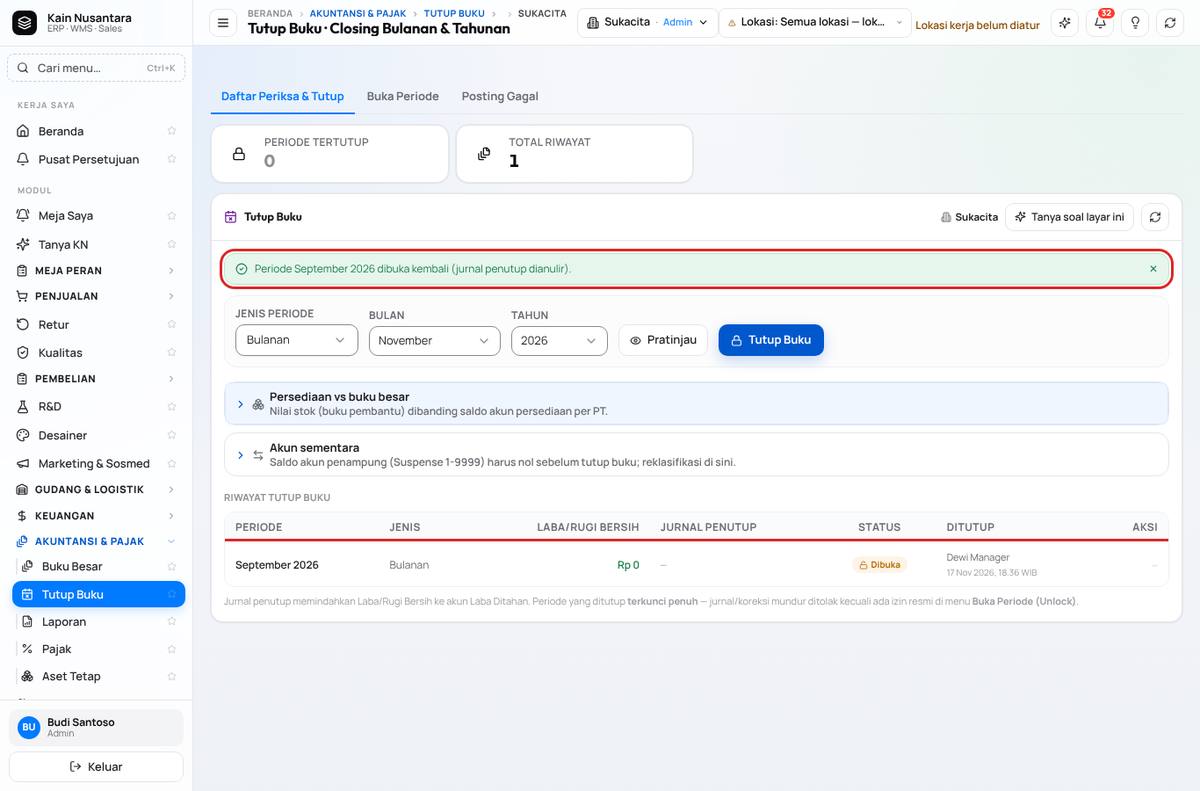 Kain Nusantara
ERP · WMS · Sales
Cari menu...
Ctrl+K
KERJA SAYA
Beranda
Pusat Persetujuan
MODUL
Meja Saya
Tanya KN
MEJA PERAN
PENJUALAN
Retur
Kualitas
PEMBELIAN
R&D
Desainer
Marketing & Sosmed
GUDANG & LOGISTIK
KEUANGAN
AKUNTANSI & PAJAK
Buku Besar
Tutup Buku
Laporan
Pajak
Aset Tetap
BU
Budi Santoso
Admin
Keluar
BERANDA > AKUNTANSI & PAJAK > TUTUP BUKU > > SUKACITA
Tutup Buku · Closing Bulanan & Tahunan
Sukacita · Admin
Lokasi: Semua lokasi — lok...
Lokasi kerja belum diatur
32
Daftar Periksa & Tutup
Buka Periode
Posting Gagal
PERIODE TERTUTUP
0
TOTAL RIWAYAT
1
Tutup Buku
Sukacita
Tanya soal layar ini
Periode September 2026 dibuka kembali (jurnal penutup dianulir).
JENIS PERIODE
BULAN
TAHUN
Bulanan
November
2026
Pratinjau
Tutup Buku
Persediaan vs buku besar
Nilai stok (buku pembantu) dibanding saldo akun persediaan per PT.
Akun sementara
Saldo akun penampung (Suspense 1-9999) harus nol sebelum tutup buku; reklasifikasi di sini.
RIWAYAT TUTUP BUKU
PERIODE JENIS LABA/RUGI BERSIH JURNAL PENUTUP STATUS DITUTUP AKSI
September 2026 Bulanan Rp 0 — Dibuka Dewi Manager —
17 Nov 2026, 18.36 WIB
Jurnal penutup memindahkan Laba/Rugi Bersih ke akun Laba Ditahan. Periode yang ditutup terkunci penuh — jurnal/koreksi mundur ditolak kecuali ada izin resmi di menu Buka Periode (Unlock).